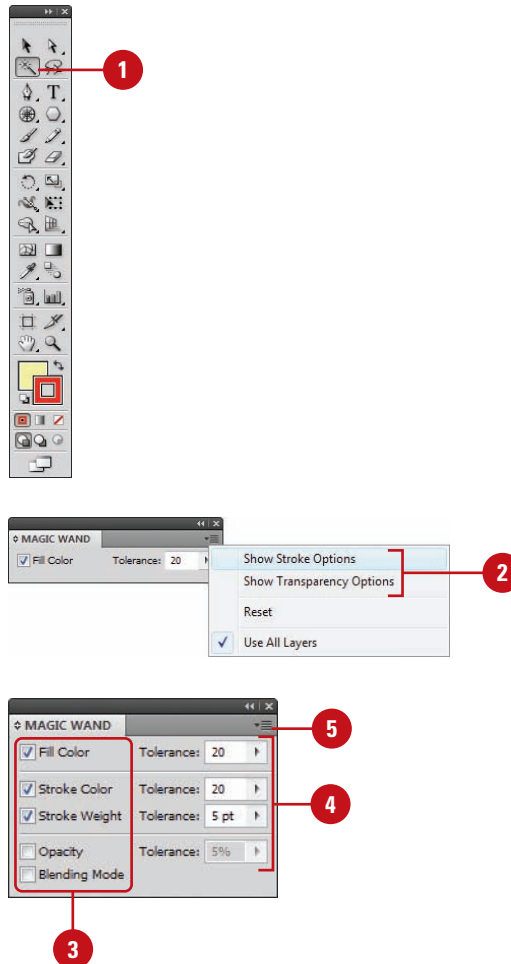 1
T
MAGIC WAND
Fill Color Tolerance: 20
Show Stroke Options
Show Transparency Options
2
Reset
Use All Layers
MAGIC WAND
5
Fill Color Tolerance: 20
Stroke Color Tolerance: 20
4
Stroke Weight Tolerance: 5 pt
Opacity Tolerance: 5%
Blending Mode
3